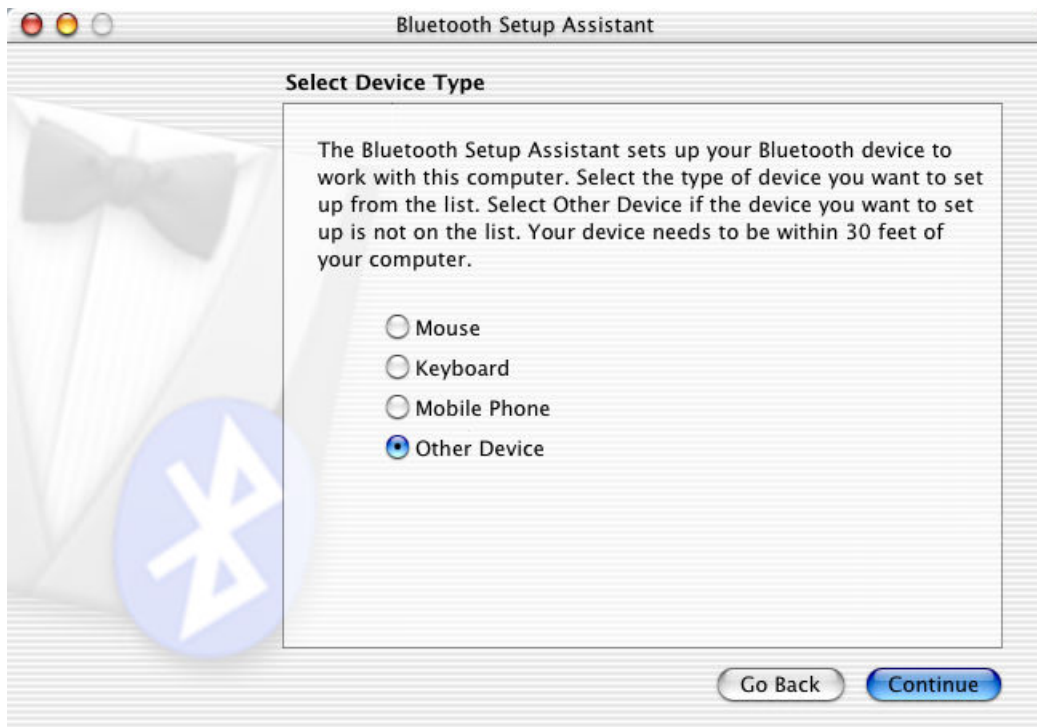 Bluetooth Setup Assistant
Select Device Type
The Bluetooth Setup Assistant sets up your Bluetooth device to
work with this computer. Select the type of device you want to set
up from the list. Select Other Device if the device you want to set
up is not on the list. Your device needs to be within 30 feet of
your computer.
Mouse
Keyboard
Mobile Phone
Other Device
Go Back Continue